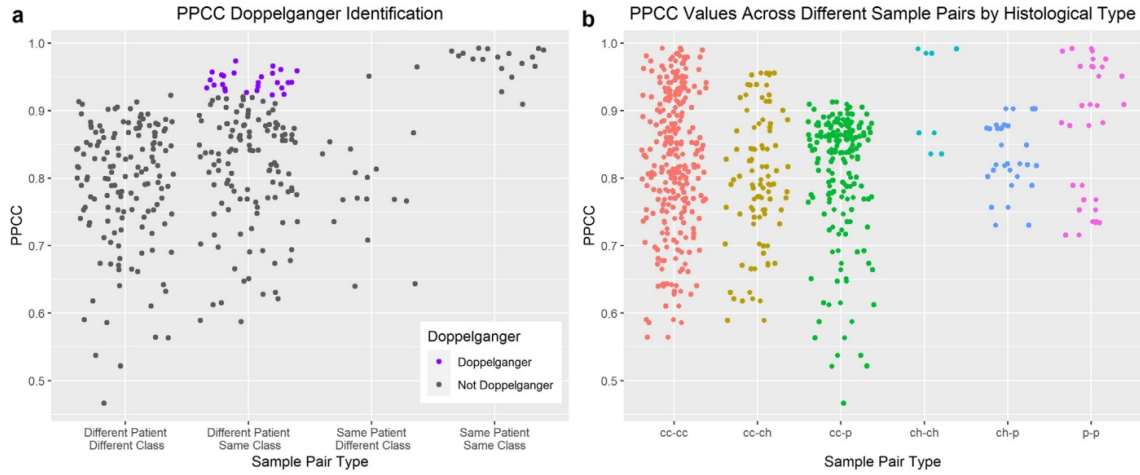 a
PPCC Doppelganger Identification
1.0
0.9
0.8
0.7
0.6
0.5
PPCC
Doppelganger
Doppelganger
Not Doppelganger
Different Patient
Different Class
Different Patient
Same Class
Same Patient
Different Class
Same Patient
Same Class
Sample Pair Type
b
PPCC Values Across Different Sample Pairs by Histological Type
1.0
0.9
0.8
0.7
0.6
0.5
PPCC
cc-cc
cc-ch
cc-p
ch-ch
ch-p
p-p
Sample Pair Type